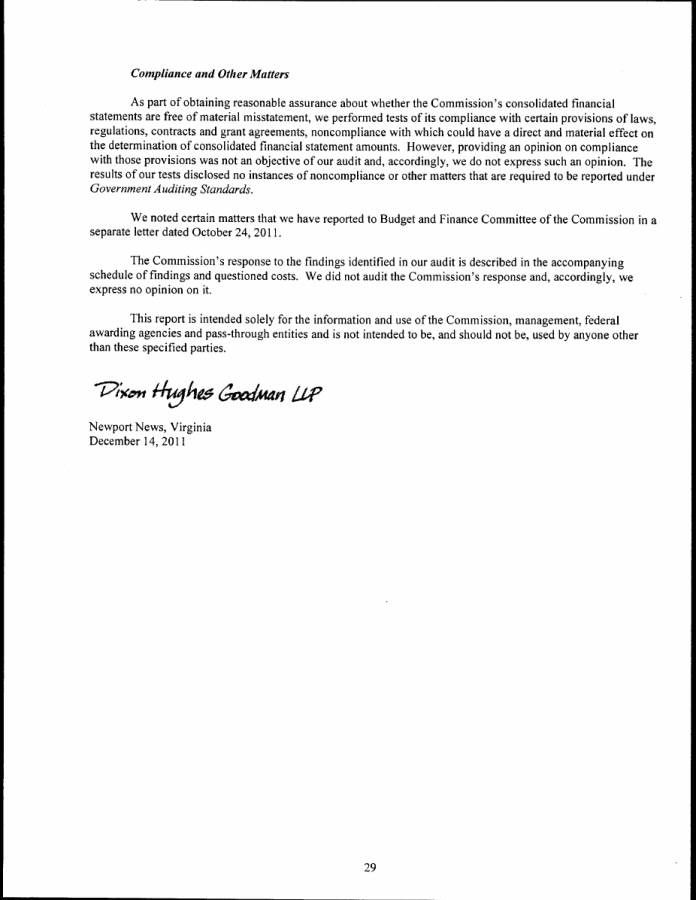 Compliance and Other Matters
As part of obtaining reasonable assurance about whether the Commission's consolidated financial
statements are free of material misstatement, we performed tests of its compliance with certain provisions of laws,
regulations, contracts and grant agreements, noncompliance with which could have a direct and material effect on
the determination of consolidated financial statement amounts. However, providing an opinion on compliance
with those provisions was not an objective of our audit and, accordingly, we do not express such an opinion. The
results of our tests disclosed no instances of noncompliance or other matters that are required to be reported under
Government Auditing Standards.
We noted certain matters that we have reported to Budget and Finance Committee of the Commission in a
separate letter dated October 24, 2011.
The Commission's response to the findings identified in our audit is described in the accompanying
schedule of findings and questioned costs. We did not audit the Commission's response and, accordingly, we
express no opinion on it.
This report is intended solely for the information and use of the Commission, management, federal
awarding agencies and pass-through entities and is not intended to be, and should not be, used by anyone other
than these specified parties.
Dixon Hughes Goodman LLP
Newport News, Virginia
December 14, 2011
29